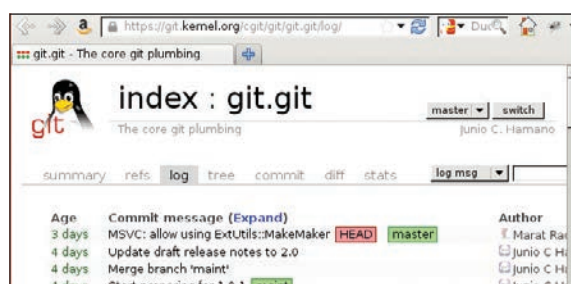 https://git.kernel.org/cgit/git/git.git/log/
git.git - The core git plumbing
git
index : git.git
master switch
The core git plumbing
Junio C. Hamano
summary refs log tree commit diff stats log msg
Age Commit message (Expand) Author
3 days MSVC: allow using ExtUtils::MakeMaker HEAD master Marat
4 days Update draft release notes to 2.0 Junio C
4 days Merge branch 'maint' Junio C